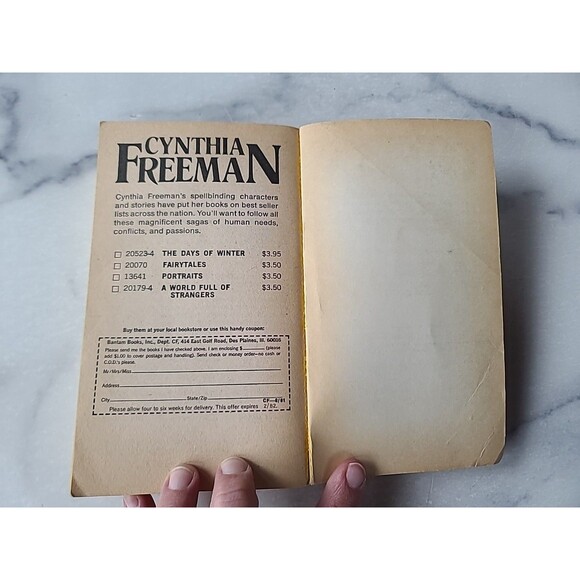 CYNTHIA
FREEMAN
Cynthia Freeman's spellbinding characters
and stories have put her books on best seller
lists across the nation. You'll want to follow all
these magnificent sagas of human needs,
conflicts, and passions.
☐ 20523-4 THE DAYS OF WINTER $3.95
☐ 20070 FAIRYTALES $3.50
☐ 13641 PORTRAITS $3.50
☐ 20179-4 A WORLD FULL OF $3.50
STRANGERS
Buy them at your local bookstore or use this handy coupon:
Bantam Books, Inc., Dept. CF, 414 East Golf Road, Des Plaines, Ill. 60016
Please send me the books I have checked above. I am enclosing $ (please
add $1.00 to cover postage and handling). Send check or money order—no cash or
C.O.D.'s please.
Mr/Mrs/Miss
Address
City State/Zip
CF—8/81
Please allow four to six weeks for delivery. This offer expires 2/82.